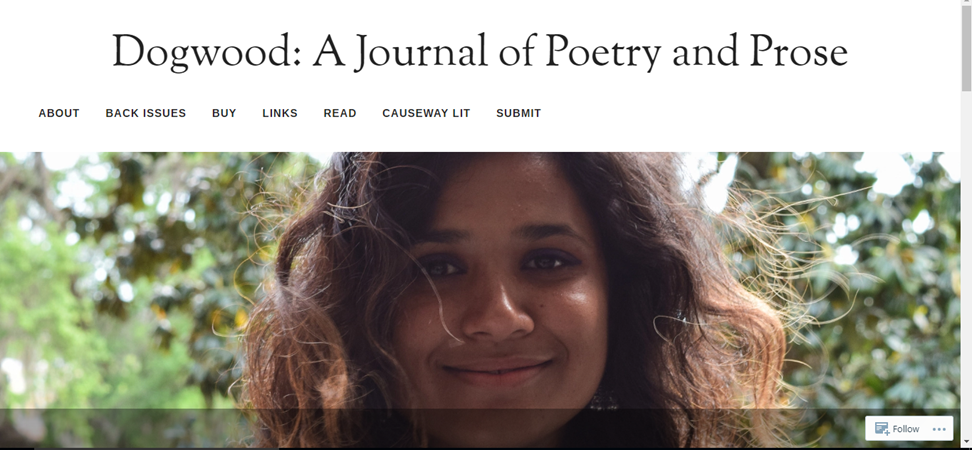 Dogwood: A Journal of Poetry and Prose
ABOUT BACK ISSUES BUY LINKS READ CAUSEWAY LIT SUBMIT
Follow